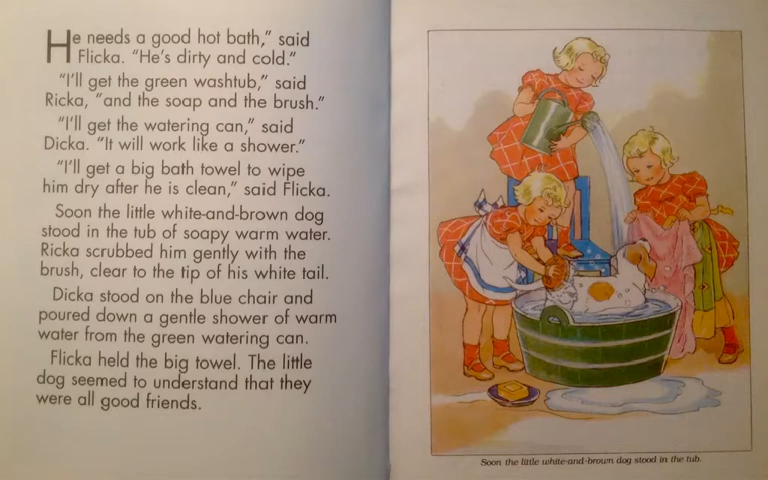 He needs a good hot bath,” said
Flicka. “He’s dirty and cold.”
“I’ll get the green washtub,” said
Ricka, “and the soap and the brush.”
“I’ll get the watering can,” said
Dicka. “It will work like a shower.”
“I’ll get a big bath towel to wipe
him dry after he is clean,” said Flicka.
Soon the little white-and-brown dog
stood in the tub of soapy warm water.
Ricka scrubbed him gently with the
brush, clear to the tip of his white tail.
Dicka stood on the blue chair and
poured down a gentle shower of warm
water from the green watering can.
Flicka held the big towel. The little
dog seemed to understand that they
were all good friends.
Soon the little white-and-brown dog stood in the tub.